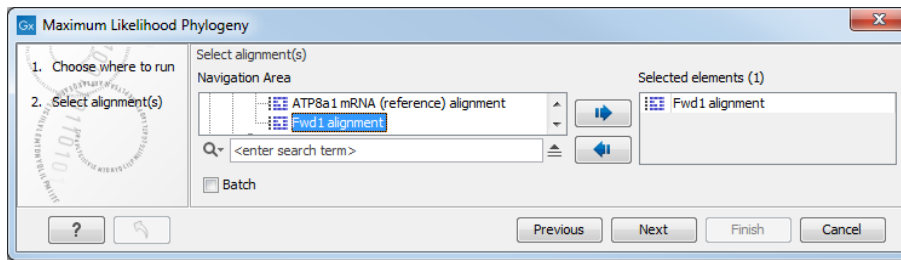 Gx Maximum Likelihood Phylogeny
X
1. Choose where to run
2. Select alignment(s)
Select alignment(s)
Navigation Area
ATP8a1 mRNA (reference) alignment
Fwd1 alignment
<enter search term>
Batch
Selected elements (1)
Fwd1 alignment
?
Previous
Next
Finish
Cancel